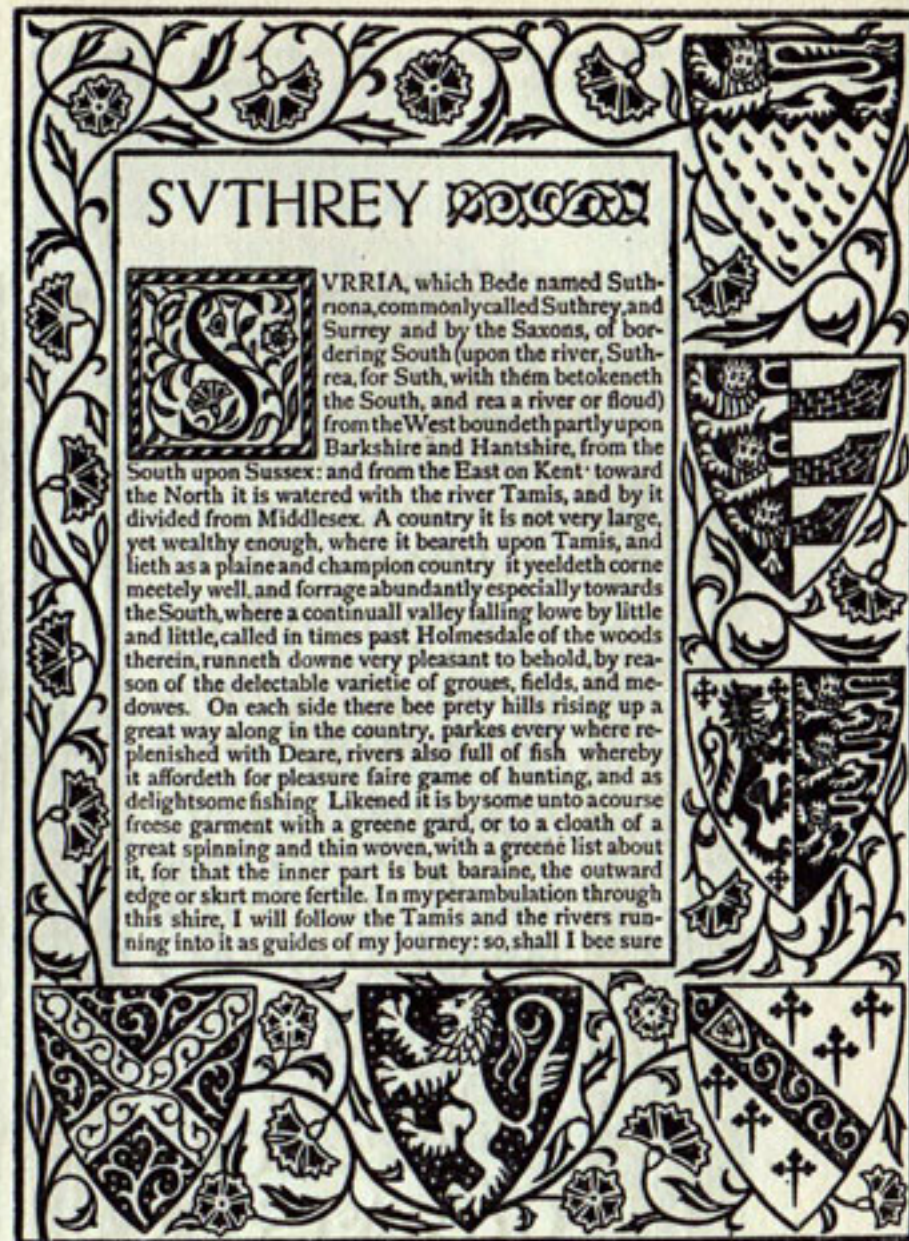 SVTHREY
SVRRIA, which Bede named Suth-
riona, commonly called Suthrey, and
Surrey and by the Saxons, of bor-
dering South (upon the river, Suth-
rea, for Suth, with them betokeneth
the South, and rea a river or floud)
from the West boundeth partly upon
Barkshire and Hantshire, from the
South upon Sussex: and from the East on Kent· toward
the North it is watered with the river Tamis, and by it
divided from Middlesex. A country it is not very large,
yet wealthy enough, where it beareth upon Tamis, and
lieth as a plaine and champion country it yeeldeth corne
meetely well, and forrage abundantly especially towards
the South, where a continuall valley falling lowe by little
and little, called in times past Holmesdale of the woods
therein, runneth downe very pleasant to behold, by rea-
son of the delectable varietie of groues, fields, and me-
dowes. On each side there bee prety hills rising up a
great way along in the country, parkes every where re-
plenished with Deare, rivers also full of fish whereby
it affordeth for pleasure faire game of hunting, and as
delightsome fishing Likened it is by some unto a course
freese garment with a greene gard, or to a cloath of a
great spinning and thin woven, with a greene list about
it, for that the inner part is but baraine, the outward
edge or skirt more fertile. In my perambulation through
this shire, I will follow the Tamis and the rivers run-
ning into it as guides of my journey: so, shall I bee sure